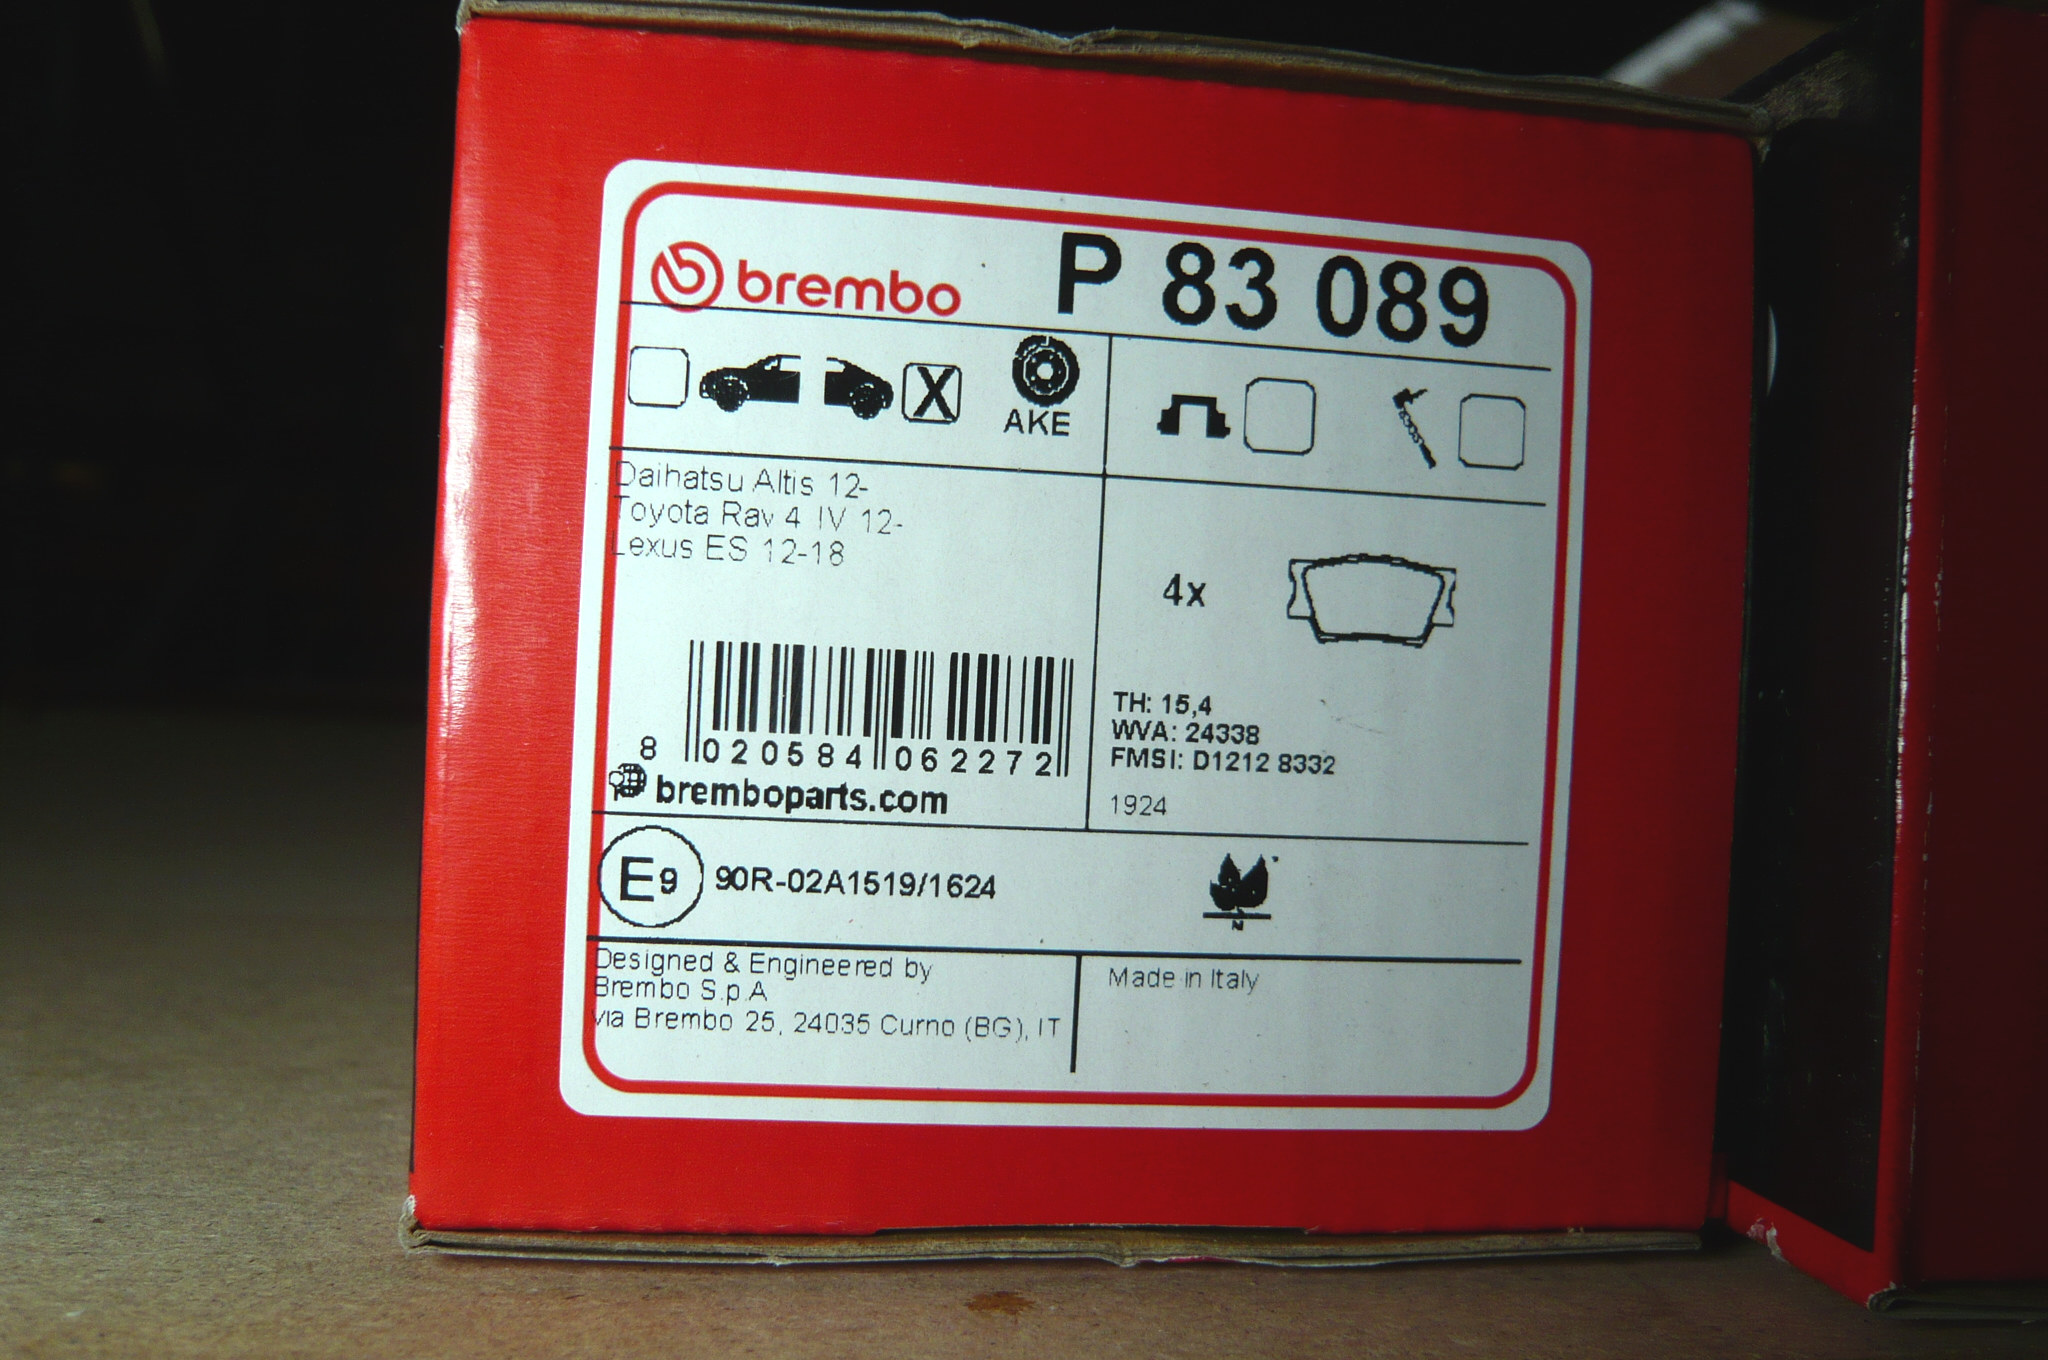 brembo P 83 089
X AKE
Daihatsu Altis 12-
Toyota Rav 4 IV 12-
Lexus ES 12-18
4x
8 020584 062272
bremboparts.com
TH: 15,4
WVA: 24338
FMSI: D1212 8332
1924
E9 90R-02A1519/1624
N
Designed & Engineered by
Brembo S.p.A
via Brembo 25, 24035 Curno (BG), IT
Made in Italy